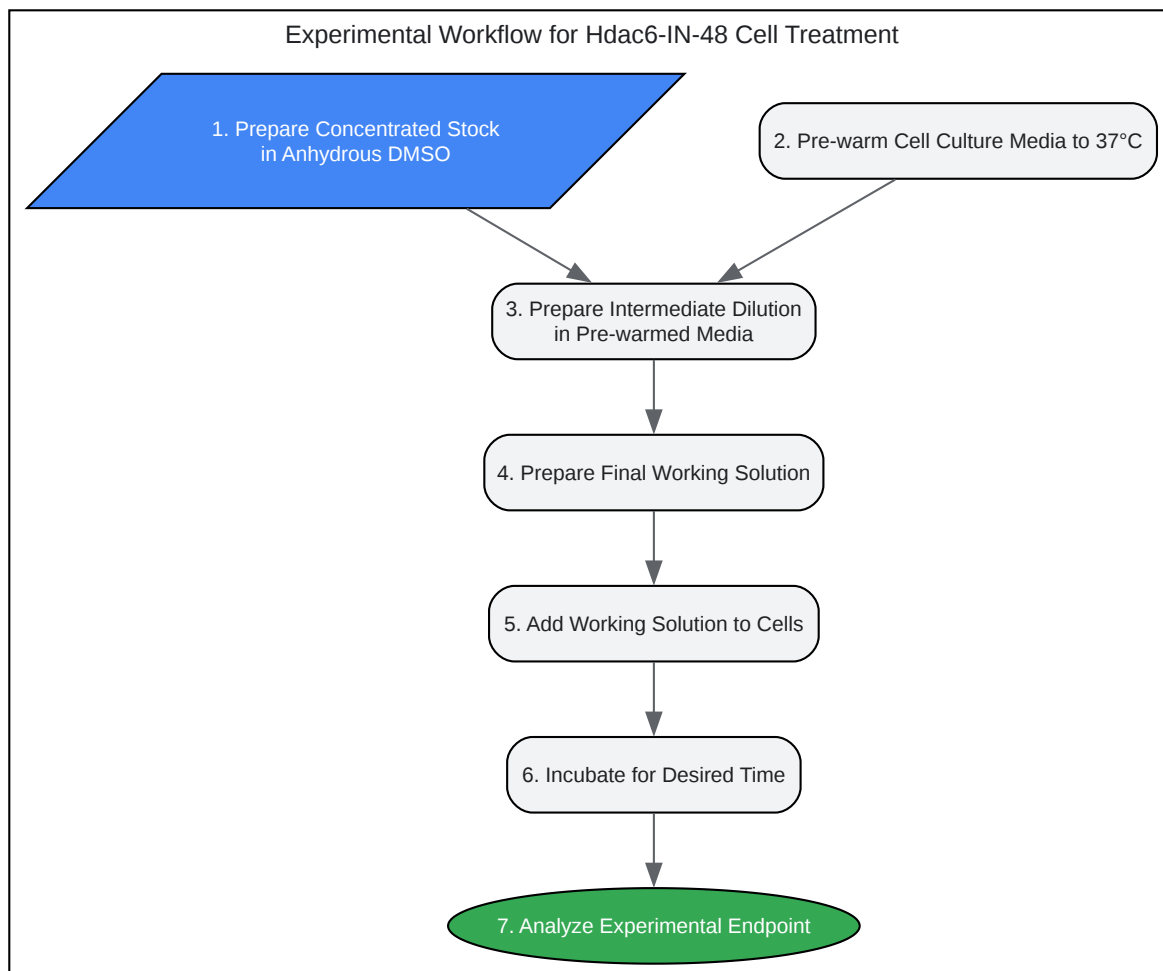 Experimental Workflow for Hdac6-IN-48 Cell Treatment
1. Prepare Concentrated Stock
in Anhydrous DMSO
2. Pre-warm Cell Culture Media to 37°C
3. Prepare Intermediate Dilution
in Pre-warmed Media
4. Prepare Final Working Solution
5. Add Working Solution to Cells
6. Incubate for Desired Time
7. Analyze Experimental Endpoint